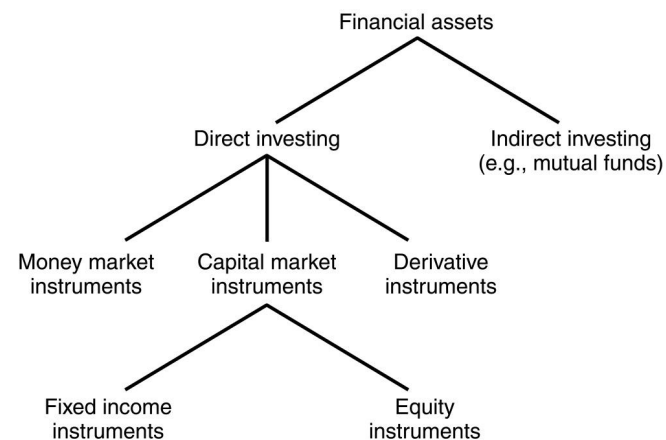 Financial assets
Direct investing
Indirect investing
(e.g., mutual funds)
Money market
instruments
Capital market
instruments
Derivative
instruments
Fixed income
instruments
Equity
instruments